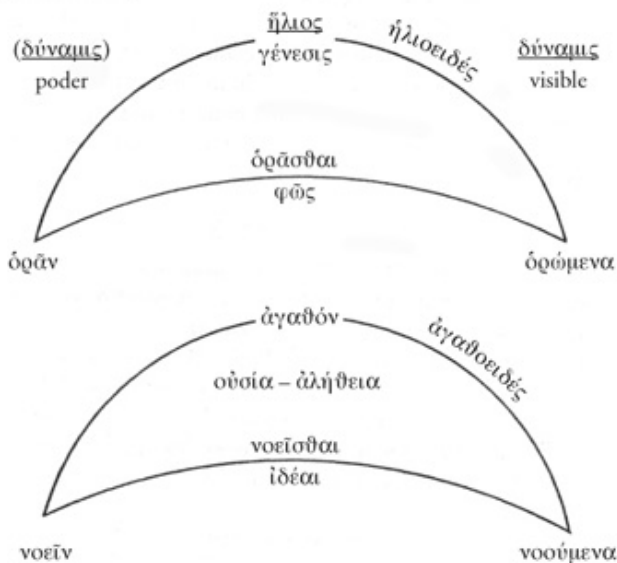 ἥλιος
(δύναμις) γένεσις ἡλιοειδές δύναμις
poder visible
ὁρᾶσθαι
φῶς
ὁρᾶν ὁρώμενα
ἀγαθόν ἀγαθοειδές
οὐσία – ἀλήθεια
νοεῖσθαι
ἰδέαι
νοεῖν νοούμενα